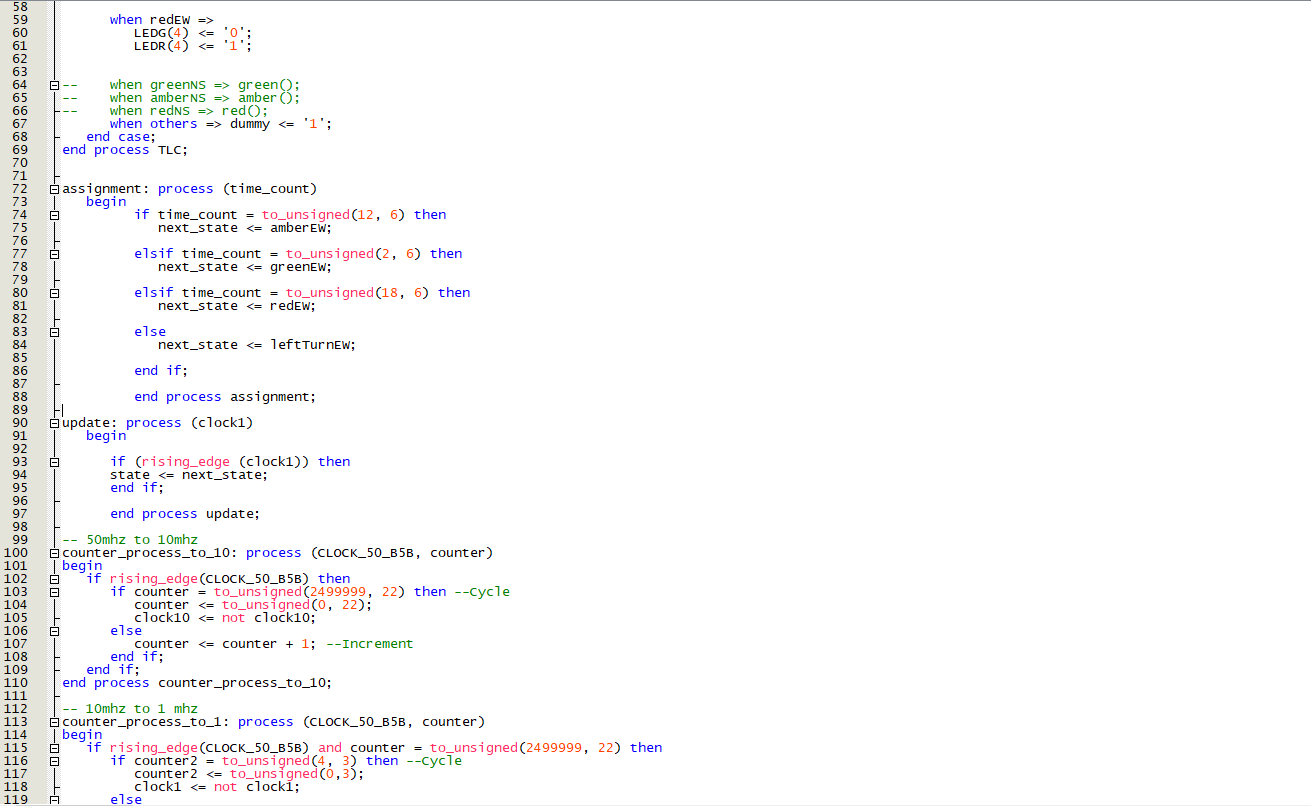 58
59 when redEW =>
60 LEDG(4) <= '0';
61 LEDR(4) <= '1';
62
63
64 -- when greenNS => green();
65 -- when amberNS => amber();
66 -- when redNS => red();
67 when others => dummy <= '1';
68 end case;
69 end process TLC;
70
71
72 assignment: process (time_count)
73 begin
74 if time_count = to_unsigned(12, 6) then
75 next_state <= amberEW;
76
77 elsif time_count = to_unsigned(2, 6) then
78 next_state <= greenEW;
79
80 elsif time_count = to_unsigned(18, 6) then
81 next_state <= redEW;
82
83 else
84 next_state <= leftTurnEW;
85
86 end if;
87
88 end process assignment;
89
90 update: process (clock1)
91 begin
92
93 if (rising_edge (clock1)) then
94 state <= next_state;
95 end if;
96
97 end process update;
98
99 -- 50mhz to 10mhz
100 counter_process_to_10: process (CLOCK_50_B5B, counter)
101 begin
102 if rising_edge(CLOCK_50_B5B) then
103 if counter = to_unsigned(2499999, 22) then --Cycle
104 counter <= to_unsigned(0, 22);
105 clock10 <= not clock10;
106 else
107 counter <= counter + 1; --Increment
108 end if;
109 end if;
110 end process counter_process_to_10;
111
112 -- 10mhz to 1 mhz
113 counter_process_to_1: process (CLOCK_50_B5B, counter)
114 begin
115 if rising_edge(CLOCK_50_B5B) and counter = to_unsigned(2499999, 22) then
116 if counter2 = to_unsigned(4, 3) then --Cycle
117 counter2 <= to_unsigned(0,3);
118 clock1 <= not clock1;
119 else